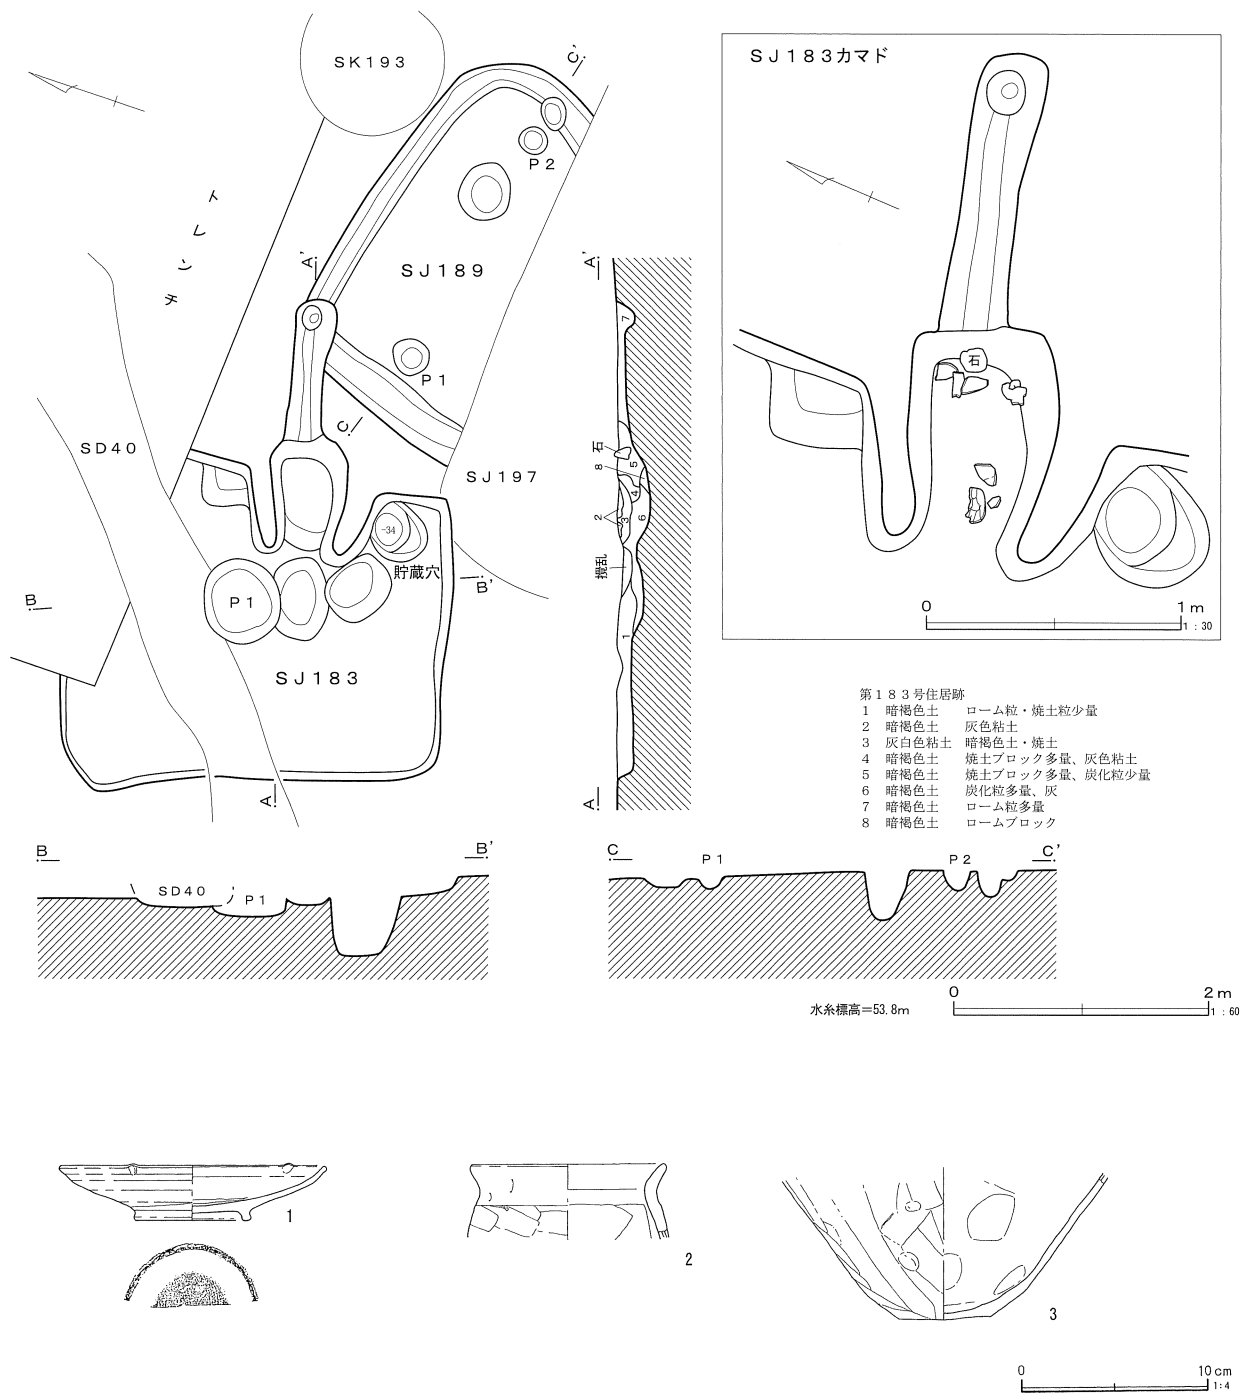 SK193
C'
P2
トレンチ
A'
SJ189
P1
C
SD40
SJ197
-34
貯蔵穴
B'
B
P1
SJ183
A
A'
7
石
8
5
4
2
3
6
攪乱
1
A
SJ183カマド
石
0 1m
1:30
第183号住居跡
1 暗褐色土 ローム粒・焼土粒少量
2 暗褐色土 灰色粘土
3 灰白色粘土 暗褐色土・焼土
4 暗褐色土 焼土ブロック多量、灰色粘土
5 暗褐色土 焼土ブロック多量、炭化粒少量
6 暗褐色土 炭化粒多量、灰
7 暗褐色土 ローム粒多量
8 暗褐色土 ロームブロック
B B'
SD40 P1
C P1 P2 C'
水糸標高=53.8m
0 2m
1:60
1
2
3
0 10cm
1:4